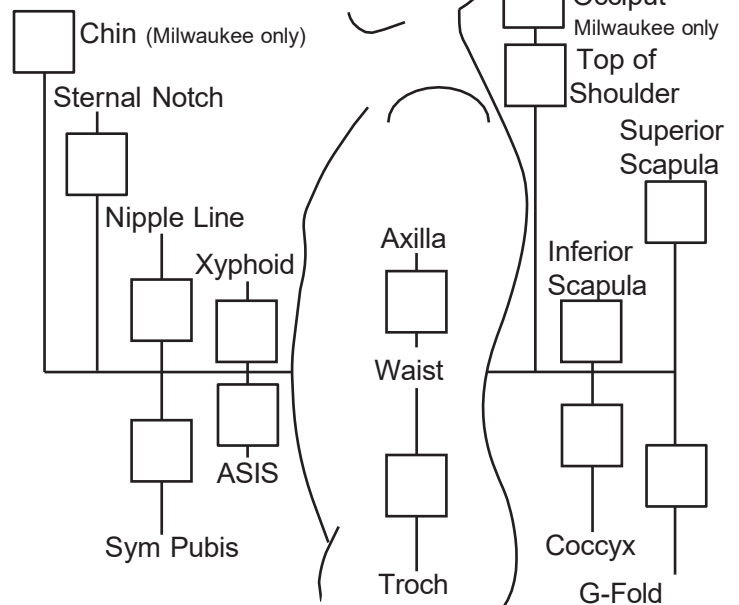 Occiput
Milwaukee only
Chin (Milwaukee only)
Top of
Shoulder
Sternal Notch
Superior
Scapula
Nipple Line
Axilla
Inferior
Scapula
Xyphoid
Waist
ASIS
Sym Pubis
Coccyx
Troch
G-Fold